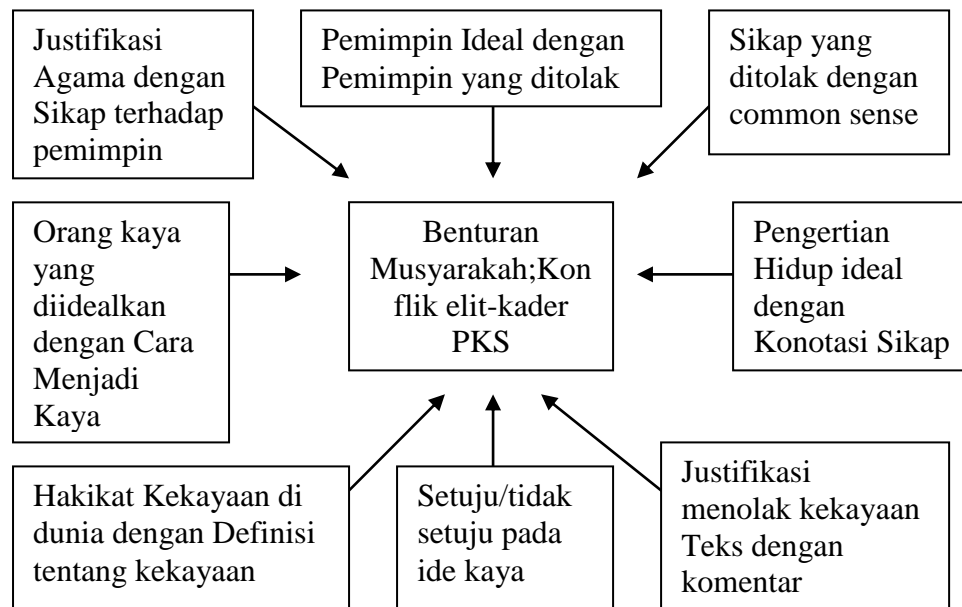 Justifikasi
Agama dengan
Sikap terhadap
pemimpin
Pemimpin Ideal dengan
Pemimpin yang ditolak
Sikap yang
ditolak dengan
common sense
Orang kaya
yang
diidealkan
dengan Cara
Menjadi
Kaya
Benturan
Musyarakah;Kon
flik elit-kader
PKS
Pengertian
Hidup ideal
dengan
Konotasi Sikap
Hakikat Kekayaan di
dunia dengan Definisi
tentang kekayaan
Setuju/tidak
setuju pada
ide kaya
Justifikasi
menolak kekayaan
Teks dengan
komentar